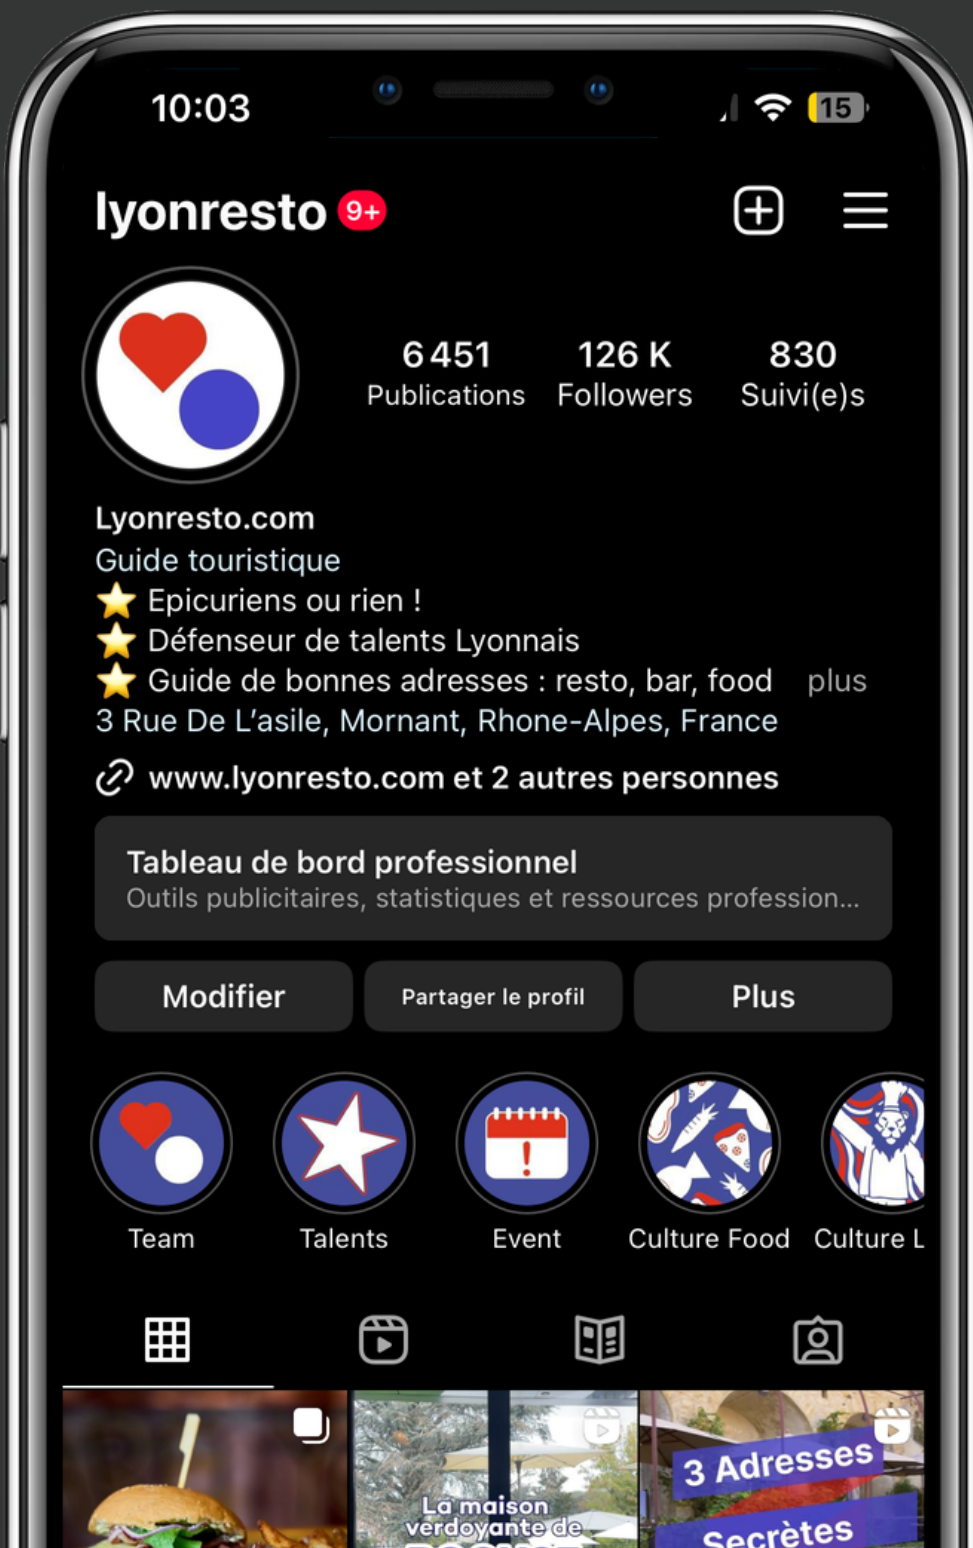 10:03
15
lyonresto 9+
6 451 126 K 830
Publications Followers Suivi(e)s
Lyonresto.com
Guide touristique
⭐ Epicuriens ou rien !
⭐ Défenseur de talents Lyonnais
⭐ Guide de bonnes adresses : resto, bar, food plus
3 Rue De L’asile, Mornant, Rhone-Alpes, France
www.lyonresto.com et 2 autres personnes
Tableau de bord professionnel
Outils publicitaires, statistiques et ressources profession...
Modifier Partager le profil Plus
Team Talents Event Culture Food Culture L
La maison
verdoyante de
3 Adresses
Secrètes